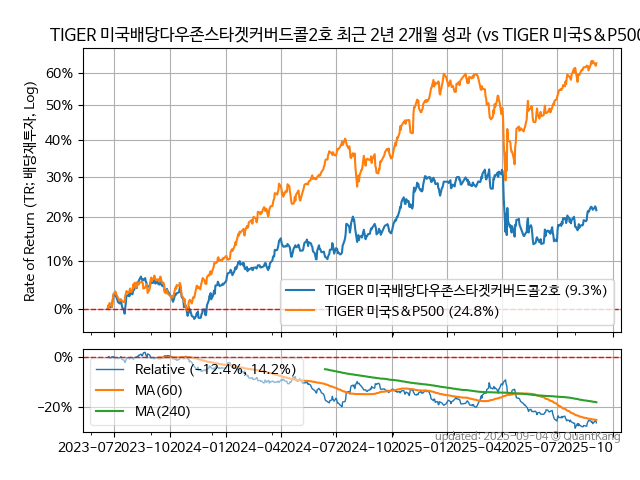 TIGER 미국배당다우존스타겟커버드콜2호 최근 2년 2개월 성과 (vs TIGER 미국S&P500
Rate of Return (TR: 배당재투자, Log)
60%
50%
40%
30%
20%
10%
0%
TIGER 미국배당다우존스타겟커버드콜2호 (9.3%)
TIGER 미국S&P500 (24.8%)
0%
−20%
Relative (−12.4%, 14.2%)
MA(60)
MA(240)
updated: 2025-09-04 © QuantKang
2023-07 2023-10 2024-01 2024-04 2024-07 2024-10 2025-01 2025-04 2025-07 2025-10